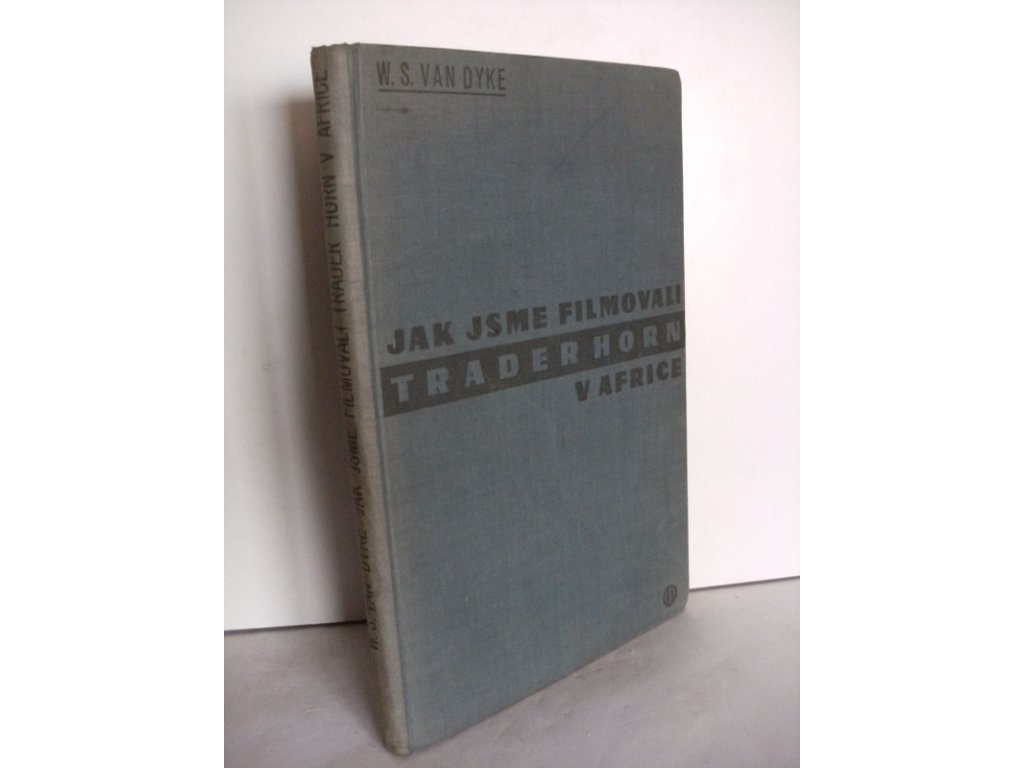 W. S. VAN DYKE
JAK JSME FILMOVALI
TRADER HORN
V AFRICE
W. S. VAN DYKE JAK JSME FILMOVALI TRADER HORN V AFRICE